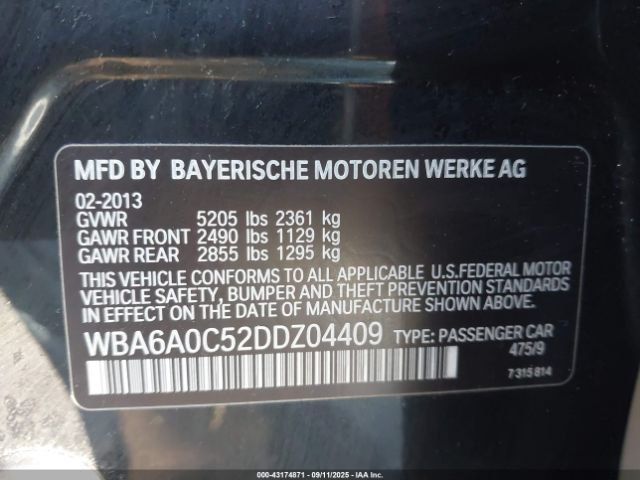 MFD BY BAYERISCHE MOTOREN WERKE AG
02-2013
GVWR 5205 lbs 2361 kg
GAWR FRONT 2490 lbs 1129 kg
GAWR REAR 2855 lbs 1295 kg
THIS VEHICLE CONFORMS TO ALL APPLICABLE U.S.FEDERAL MOTOR
VEHICLE SAFETY, BUMPER AND THEFT PREVENTION STANDARDS
IN EFFECT ON THE DATE OF MANUFACTURE SHOWN ABOVE.
WBA6A0C52DDZ04409 TYPE: PASSENGER CAR
475/9
7 315 814
000-43174871 - 09/11/2025 - IAA Inc.